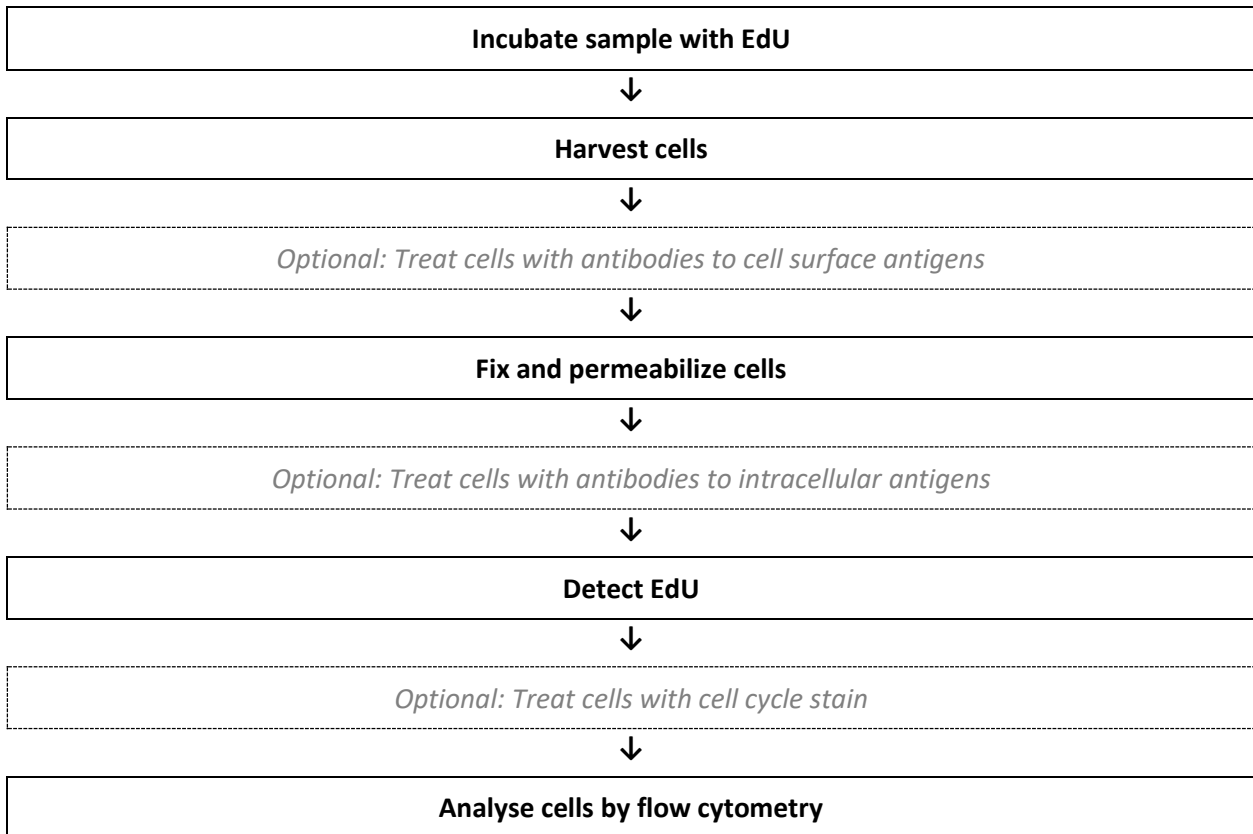 Incubate sample with EdU
↓
Harvest cells
↓
Optional: Treat cells with antibodies to cell surface antigens
↓
Fix and permeabilize cells
↓
Optional: Treat cells with antibodies to intracellular antigens
↓
Detect EdU
↓
Optional: Treat cells with cell cycle stain
↓
Analyse cells by flow cytometry